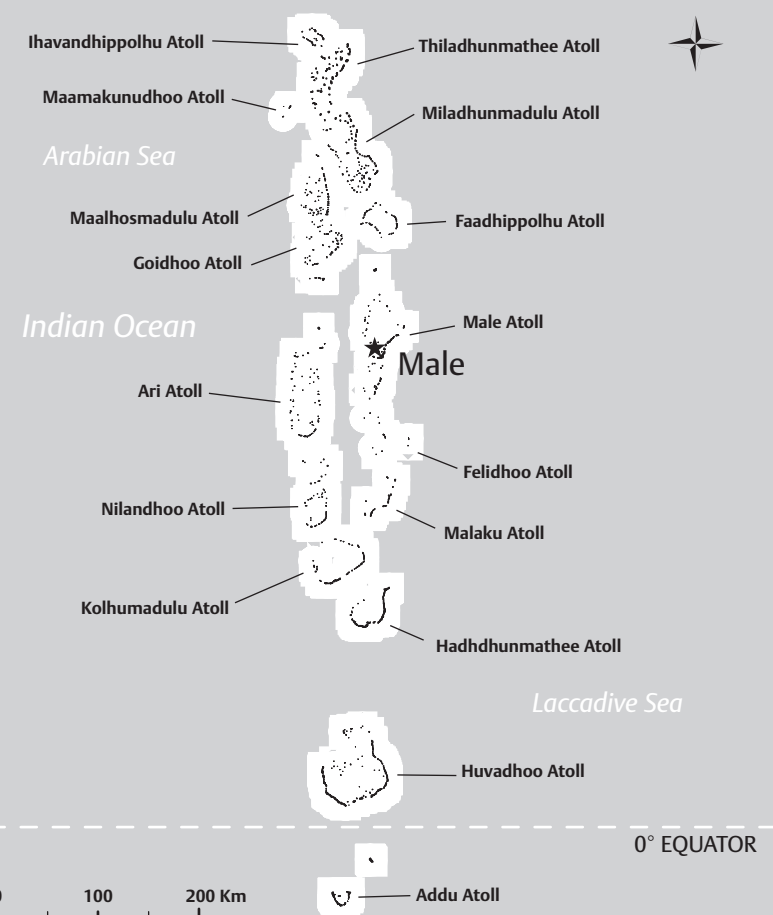 Ihavandhippolhu Atoll
Thiladhunmathee Atoll
Maamakunudhoo Atoll
Miladhunmadulu Atoll
Arabian Sea
Maalhosmadulu Atoll
Faadhippolhu Atoll
Goidhoo Atoll
Indian Ocean
Male Atoll
Male
Ari Atoll
Felidhoo Atoll
Nilandhoo Atoll
Malaku Atoll
Kolhumadulu Atoll
Hadhdhunmathee Atoll
Laccadive Sea
Huvadhoo Atoll
0° EQUATOR
Addu Atoll
0 100 200 Km